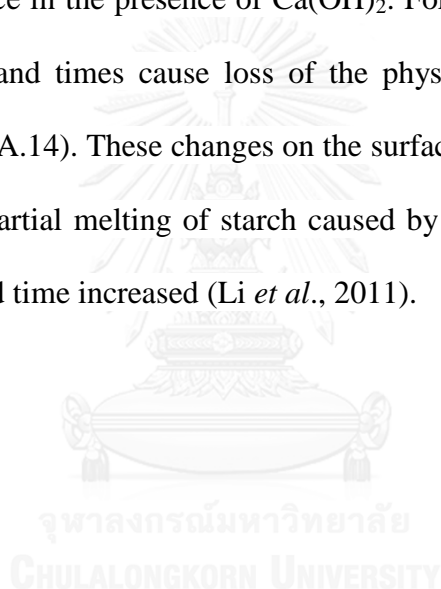 ce in the presence of Ca(OH)₂. For
and times cause loss of the phys
A.14). These changes on the surfac
artial melting of starch caused by
d time increased (Li et al., 2011).
จุฬาลงกรณ์มหาวิทยาลัย
CHULALONGKORN UNIVERSITY